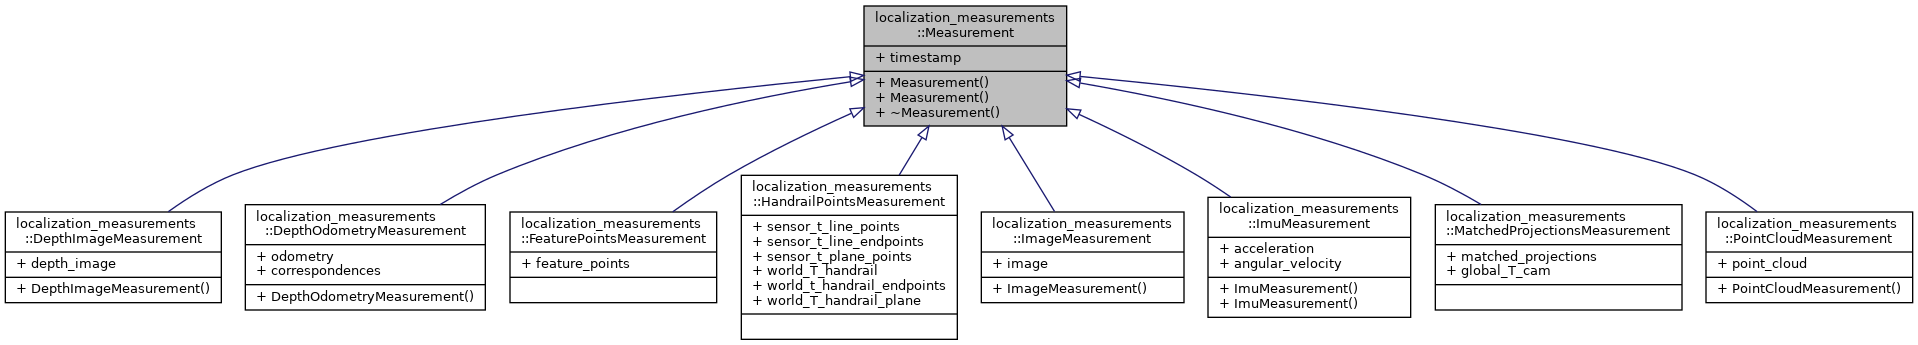 localization_measurements
::Measurement
+ timestamp
+ Measurement()
+ Measurement()
+ ~Measurement()
localization_measurements
::DepthImageMeasurement
+ depth_image
+ DepthImageMeasurement()
localization_measurements
::DepthOdometryMeasurement
+ odometry
+ correspondences
+ DepthOdometryMeasurement()
localization_measurements
::FeaturePointsMeasurement
+ feature_points
localization_measurements
::HandrailPointsMeasurement
+ sensor_t_line_points
+ sensor_t_line_endpoints
+ sensor_t_plane_points
+ world_T_handrail
+ world_t_handrail_endpoints
+ world_T_handrail_plane
localization_measurements
::ImageMeasurement
+ image
+ ImageMeasurement()
localization_measurements
::ImuMeasurement
+ acceleration
+ angular_velocity
+ ImuMeasurement()
+ ImuMeasurement()
localization_measurements
::MatchedProjectionsMeasurement
+ matched_projections
+ global_T_cam
localization_measurements
::PointCloudMeasurement
+ point_cloud
+ PointCloudMeasurement()